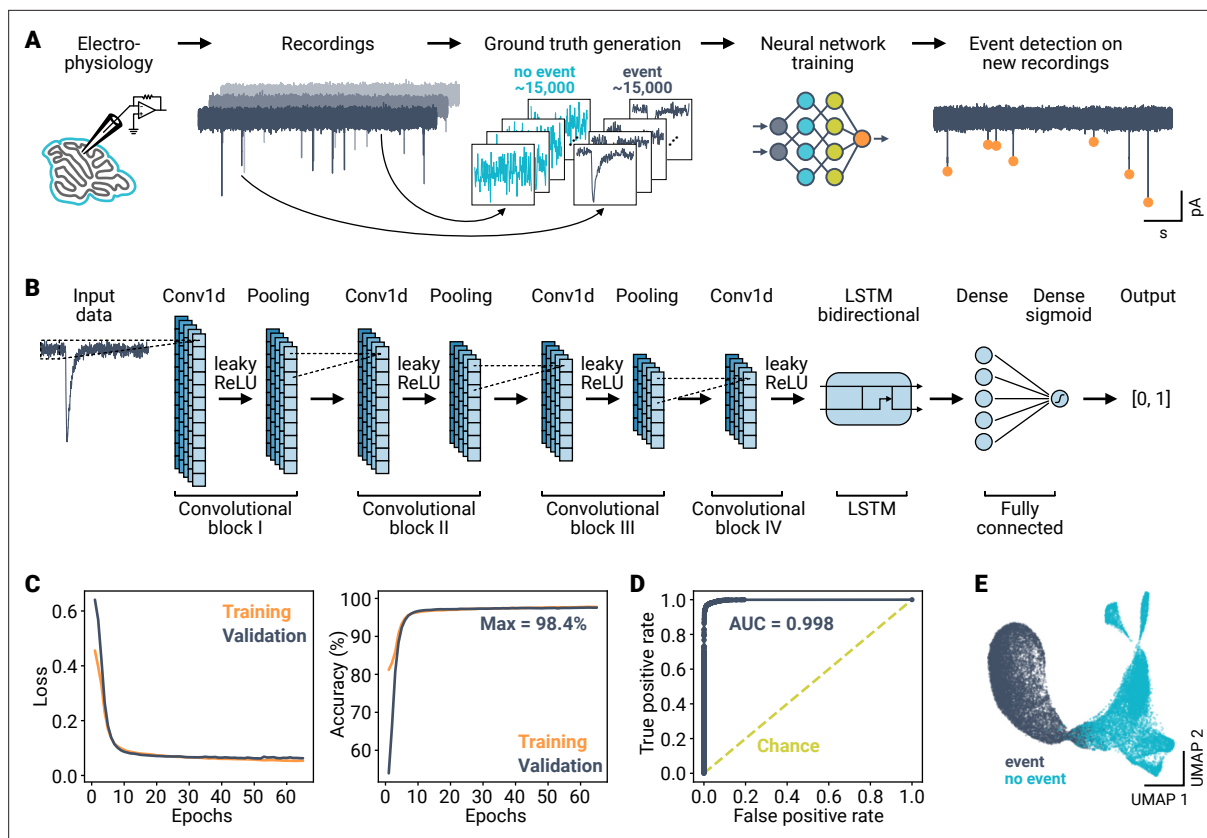 A
Electro-
physiology
Recordings
Ground truth generation
no event
~15,000
event
~15,000
Neural network
training
Event detection on
new recordings
pA
s
B
Input
data
Conv1d
Pooling
Conv1d
Pooling
Conv1d
Pooling
Conv1d
LSTM
bidirectional
Dense
Dense
sigmoid
Output
leaky
ReLU
leaky
ReLU
leaky
ReLU
leaky
ReLU
[0, 1]
Convolutional
block I
Convolutional
block II
Convolutional
block III
Convolutional
block IV
LSTM
Fully
connected
C
Loss
0.6
0.4
0.2
0.0
Training
Validation
0 10 20 30 40 50 60
Epochs
Accuracy (%)
100
90
80
70
60
Max = 98.4%
Training
Validation
0 10 20 30 40 50 60
Epochs
D
True positive rate
1.0
0.8
0.6
0.4
0.2
0.0
AUC = 0.998
Chance
0.0 0.2 0.4 0.6 0.8 1.0
False positive rate
E
event
no event
UMAP 1
UMAP 2